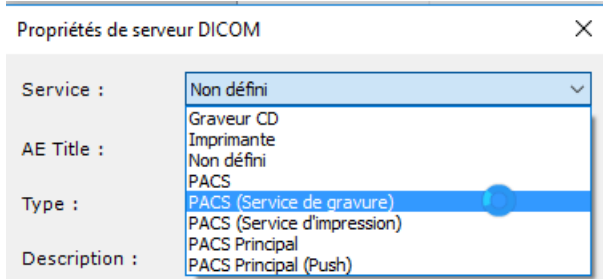 Propriétés de serveur DICOM
Service :
Non défini
Graveur CD
Imprimante
Non défini
PACS
PACS (Service de gravure)
PACS (Service d'impression)
PACS Principal
PACS Principal (Push)
AE Title :
Type :
Description :